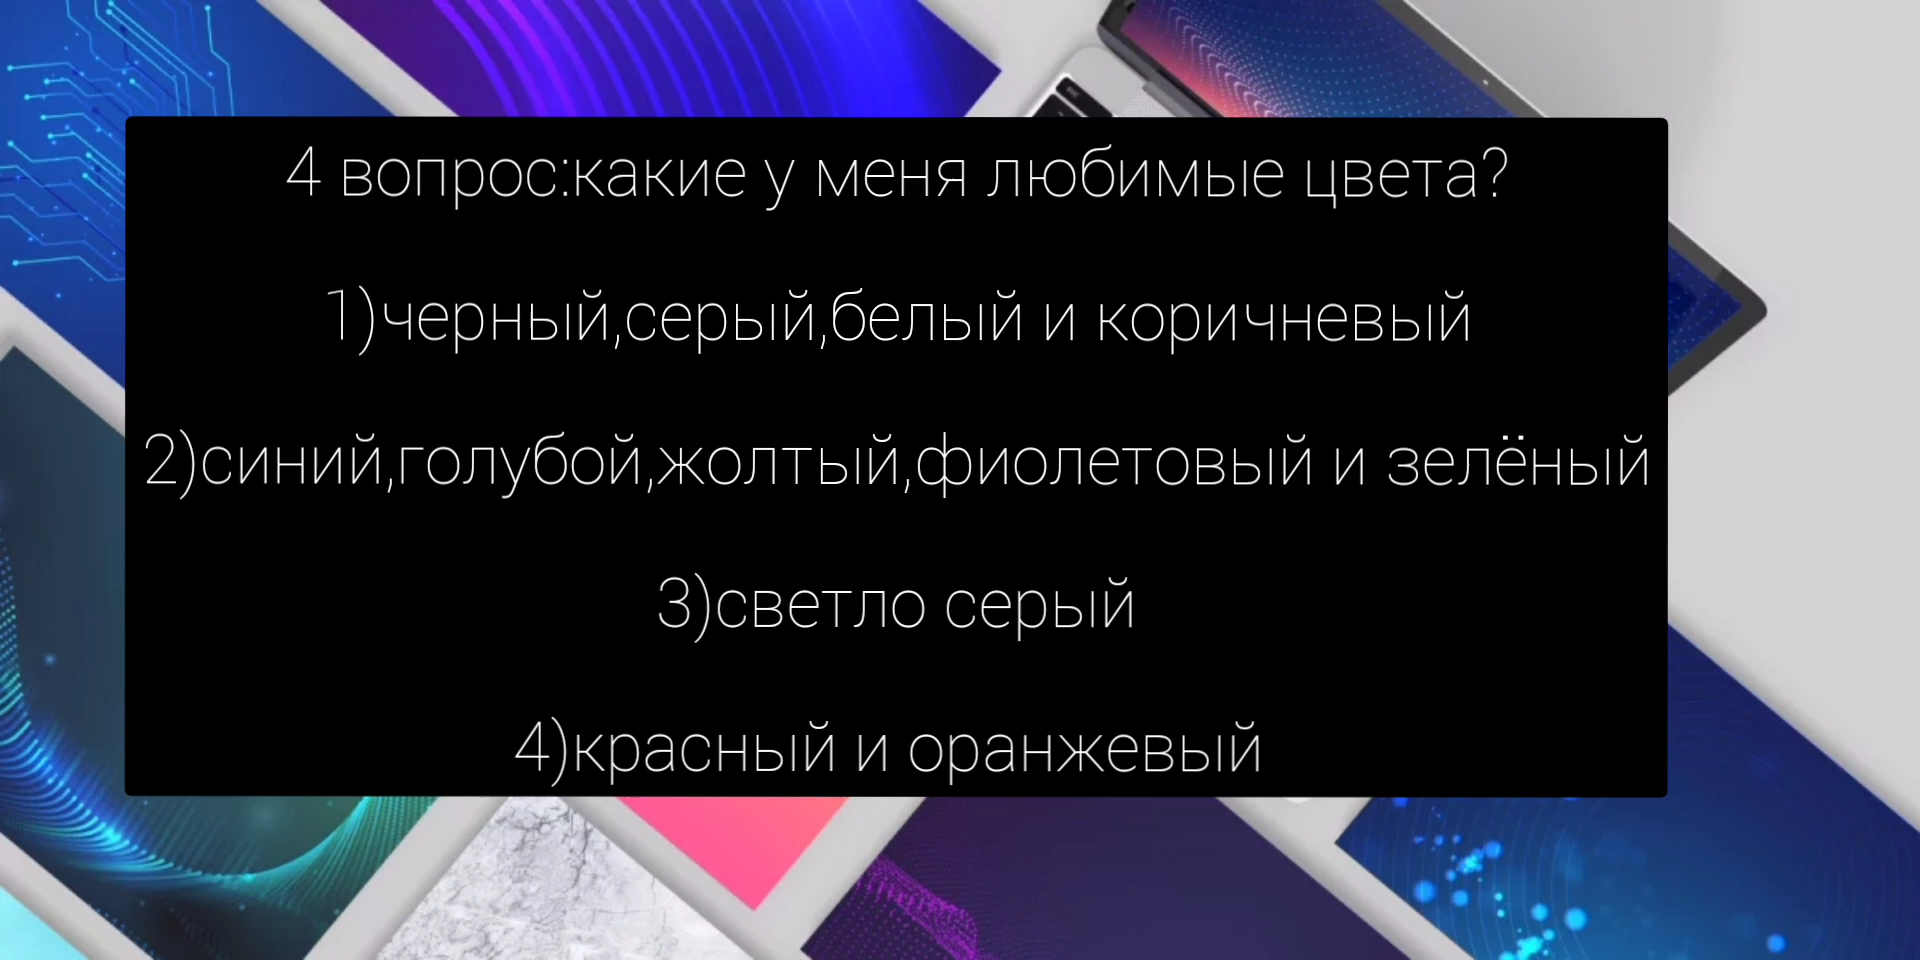 4 вопрос:какие у меня любимые цвета?
1)черный,серый,белый и коричневый
2)синий,голубой,жолтый,фиолетовый и зелёный
3)светло серый
4)красный и оранжевый